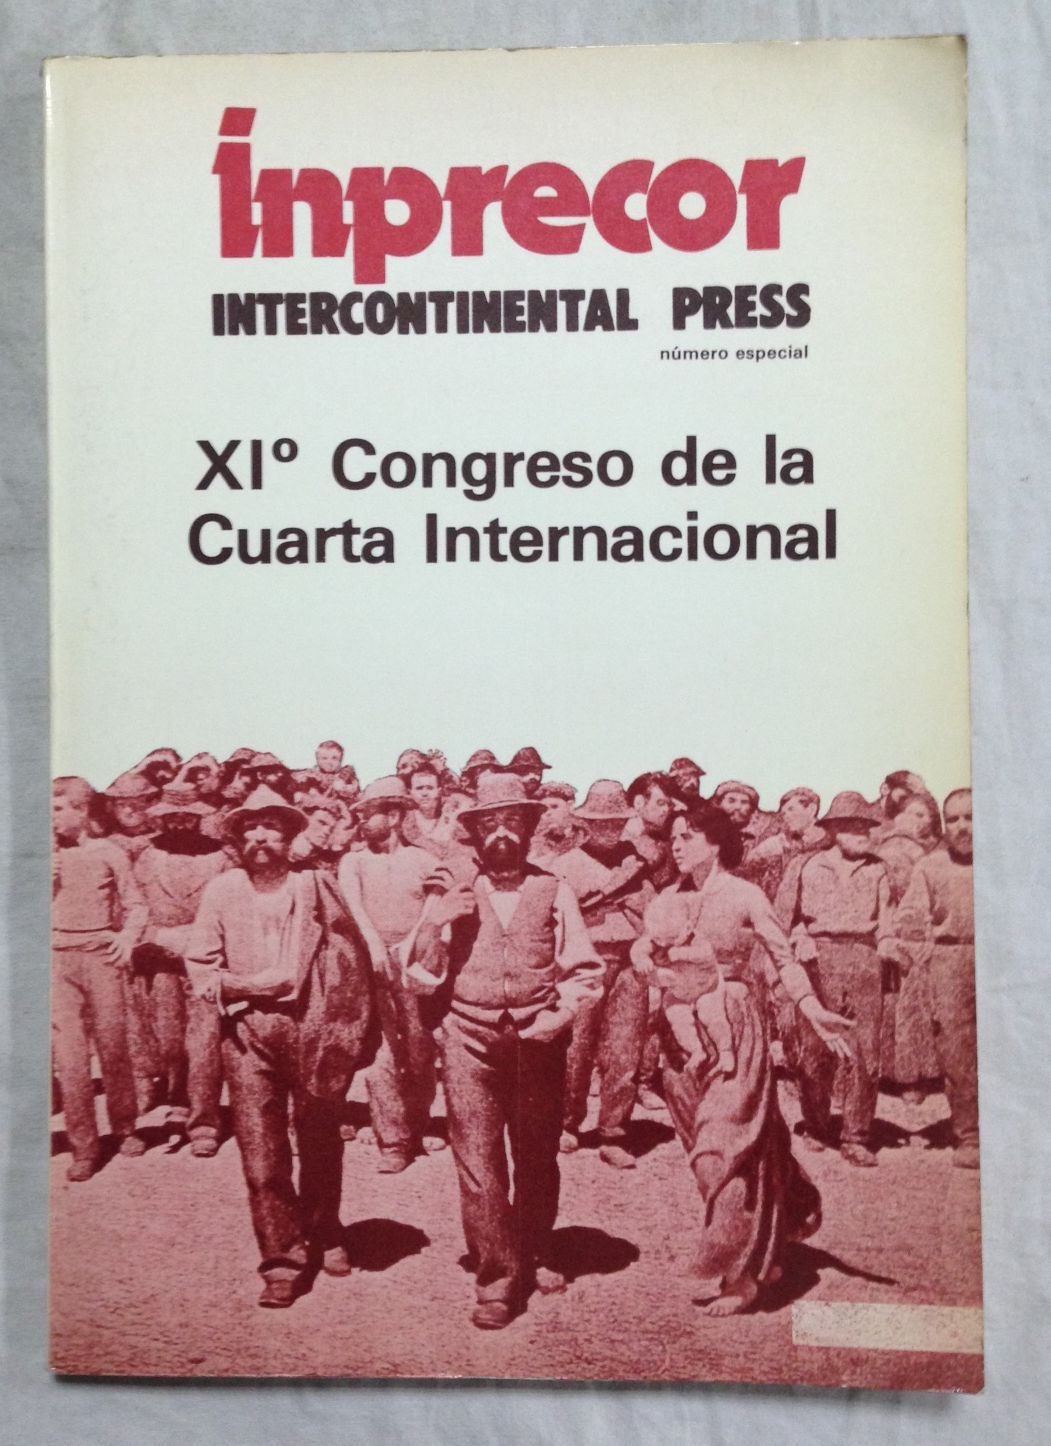 inprecor
INTERCONTINENTAL PRESS
número especial
XIº Congreso de la
Cuarta Internacional